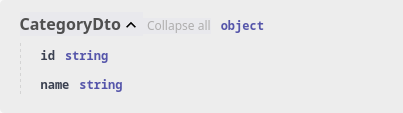 CategoryDto Collapse all object
id string
name string